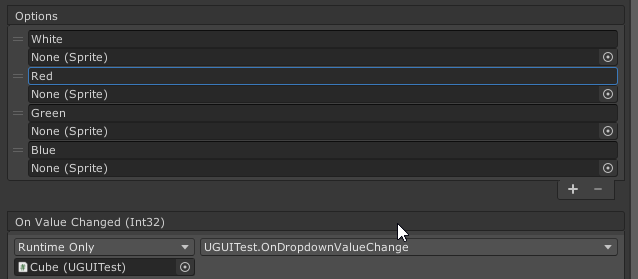 Options
White
None (Sprite)
Red
None (Sprite)
Green
None (Sprite)
Blue
None (Sprite)
+ −
On Value Changed (Int32)
Runtime Only UGUITest.OnDropdownValueChange
Cube (UGUITest)